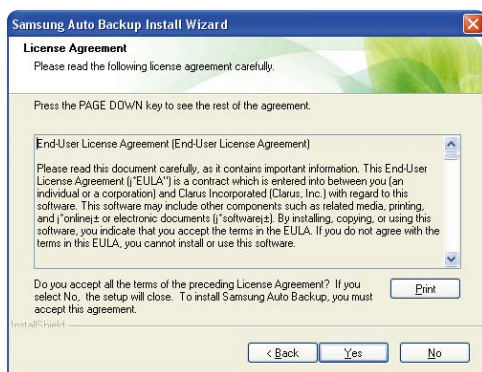 Samsung Auto Backup Install Wizard
License Agreement
Please read the following license agreement carefully.
Press the PAGE DOWN key to see the rest of the agreement.
End-User License Agreement (End-User License Agreement)
Please read this document carefully, as it contains important information. This End-User
License Agreement (¡°EULA'') is a contract which is entered into between you (an
individual or a corporation) and Clarus Incorporated (Clarus, Inc.) with regard to this
software. This software may include other components such as related media, printing,
and ¡°online¡± or electronic documents (¡°software¡±). By installing, copying, or using this
software, you indicate that you accept the terms in the EULA. If you do not agree with the
terms in this EULA, you cannot install or use this software.
Do you accept all the terms of the preceding License Agreement? If you
select No, the setup will close. To install Samsung Auto Backup, you must
accept this agreement.
Print
InstallShield
< Back
Yes
No